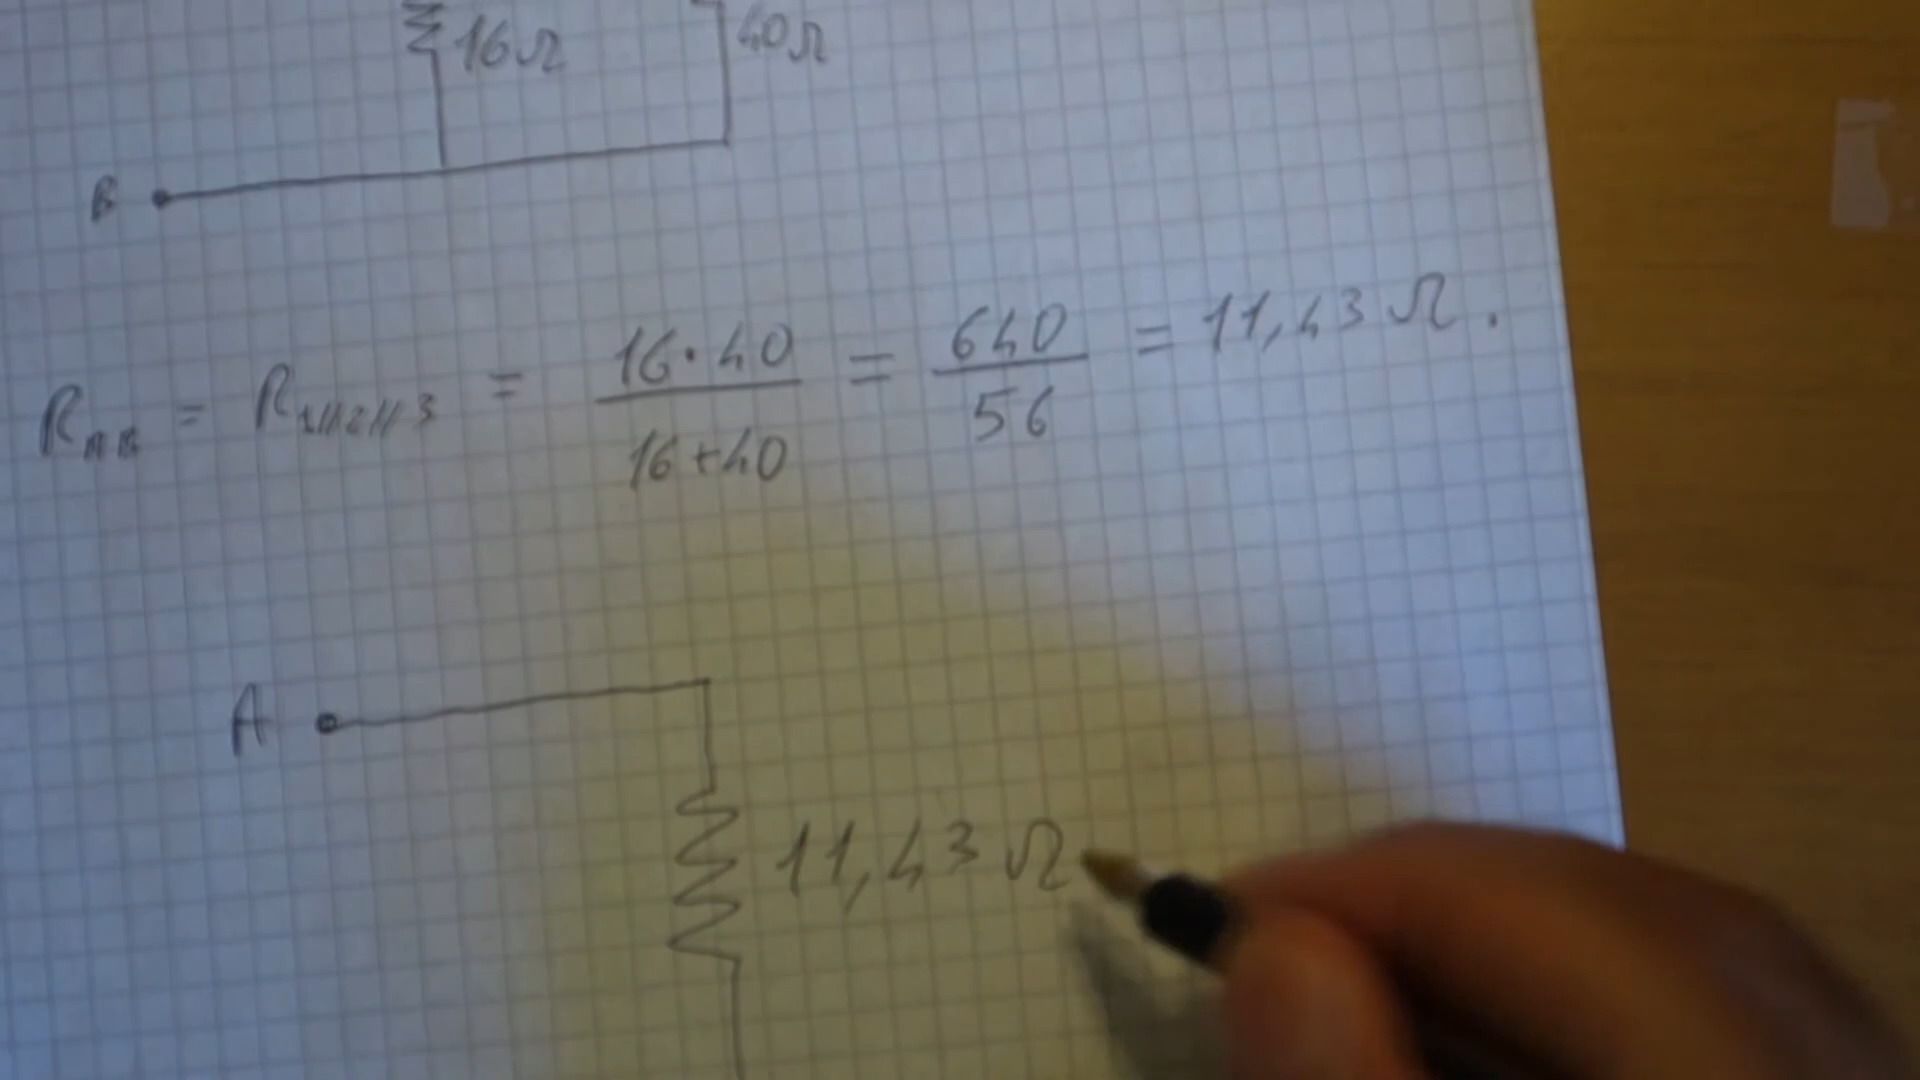 16Ω 40Ω
B
R_AB = R_1//2//3 = 16·40 / 16+40 = 640 / 56 = 11,43 Ω.
A
11,43 Ω